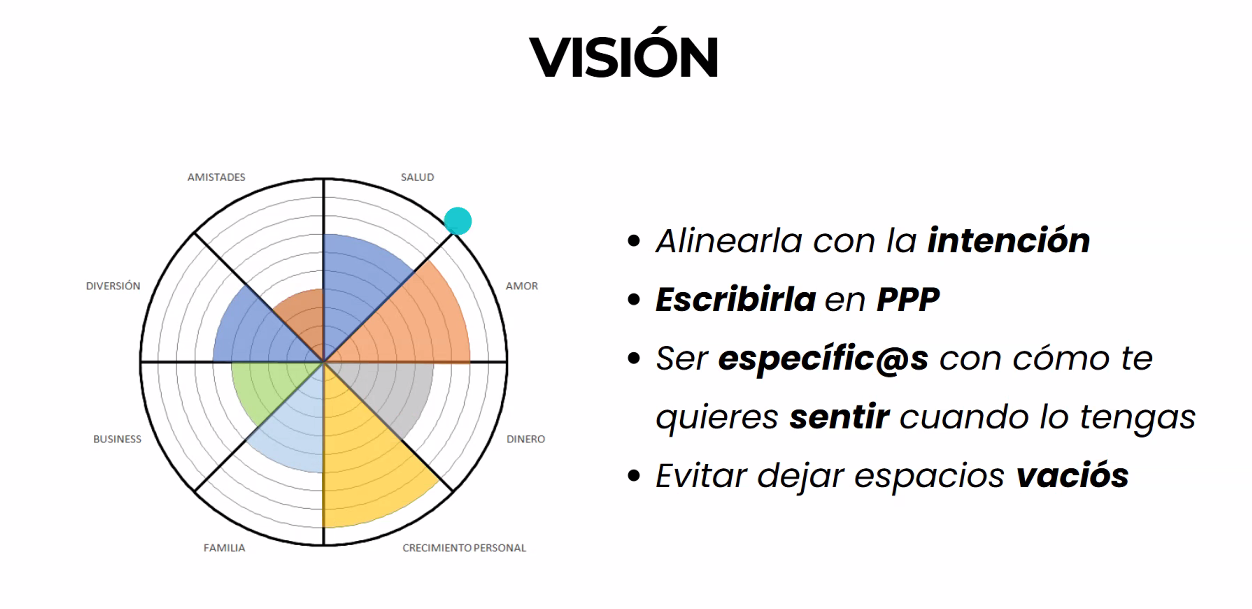 VISIÓN
AMISTADES
SALUD
DIVERSIÓN
AMOR
BUSINESS
DINERO
FAMILIA
CRECIMIENTO PERSONAL
• Alinearla con la intención
• Escribirla en PPP
• Ser específic@s con cómo te
quieres sentir cuando lo tengas
• Evitar dejar espacios vaciós